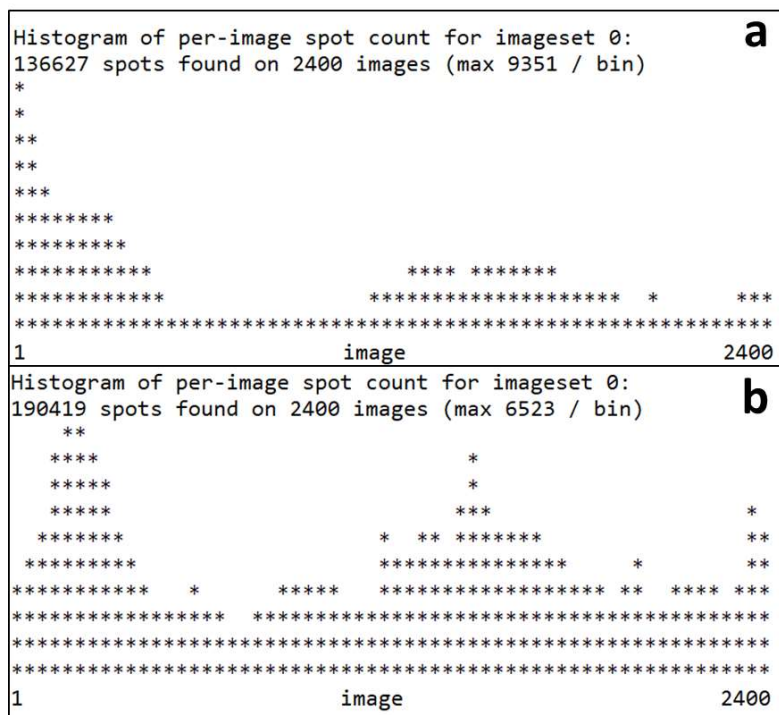 a
Histogram of per-image spot count for imageset 0:
136627 spots found on 2400 images (max 9351 / bin)
*
*
**
**
***
********
*********
***********                    **** *******
************                ********************  *      ***
************************************************************
1                         image                         2400
b
Histogram of per-image spot count for imageset 0:
190419 spots found on 2400 images (max 6523 / bin)
    **
   ****                             *
   *****                            *
   *****                           ***                    *
  *******                    *  ** *******                **
 *********                   ***************    *         **
***********   *      *****   ****************** **  **** ***
*****************  *****************************************
************************************************************
************************************************************
1                         image                         2400